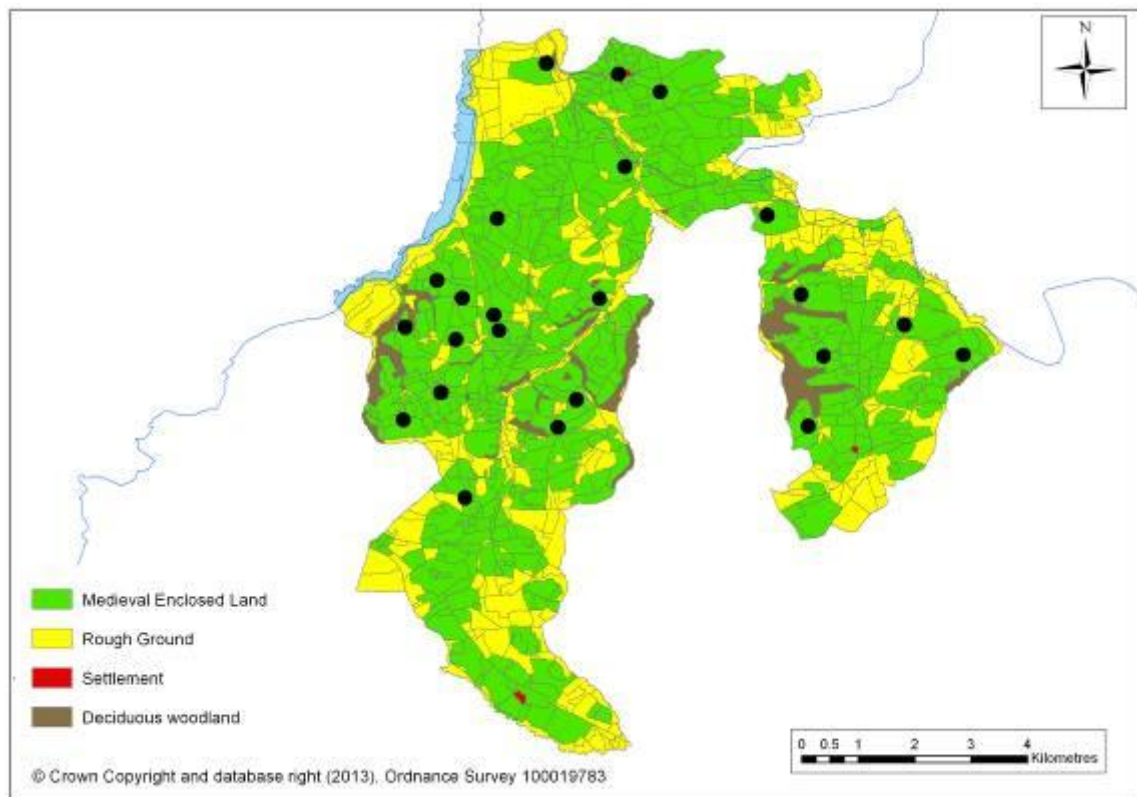 N
Medieval Enclosed Land
Rough Ground
Settlement
Deciduous woodland
0 0.5 1 2 3 4
Kilometres
© Crown Copyright and database right (2013). Ordnance Survey 100019783